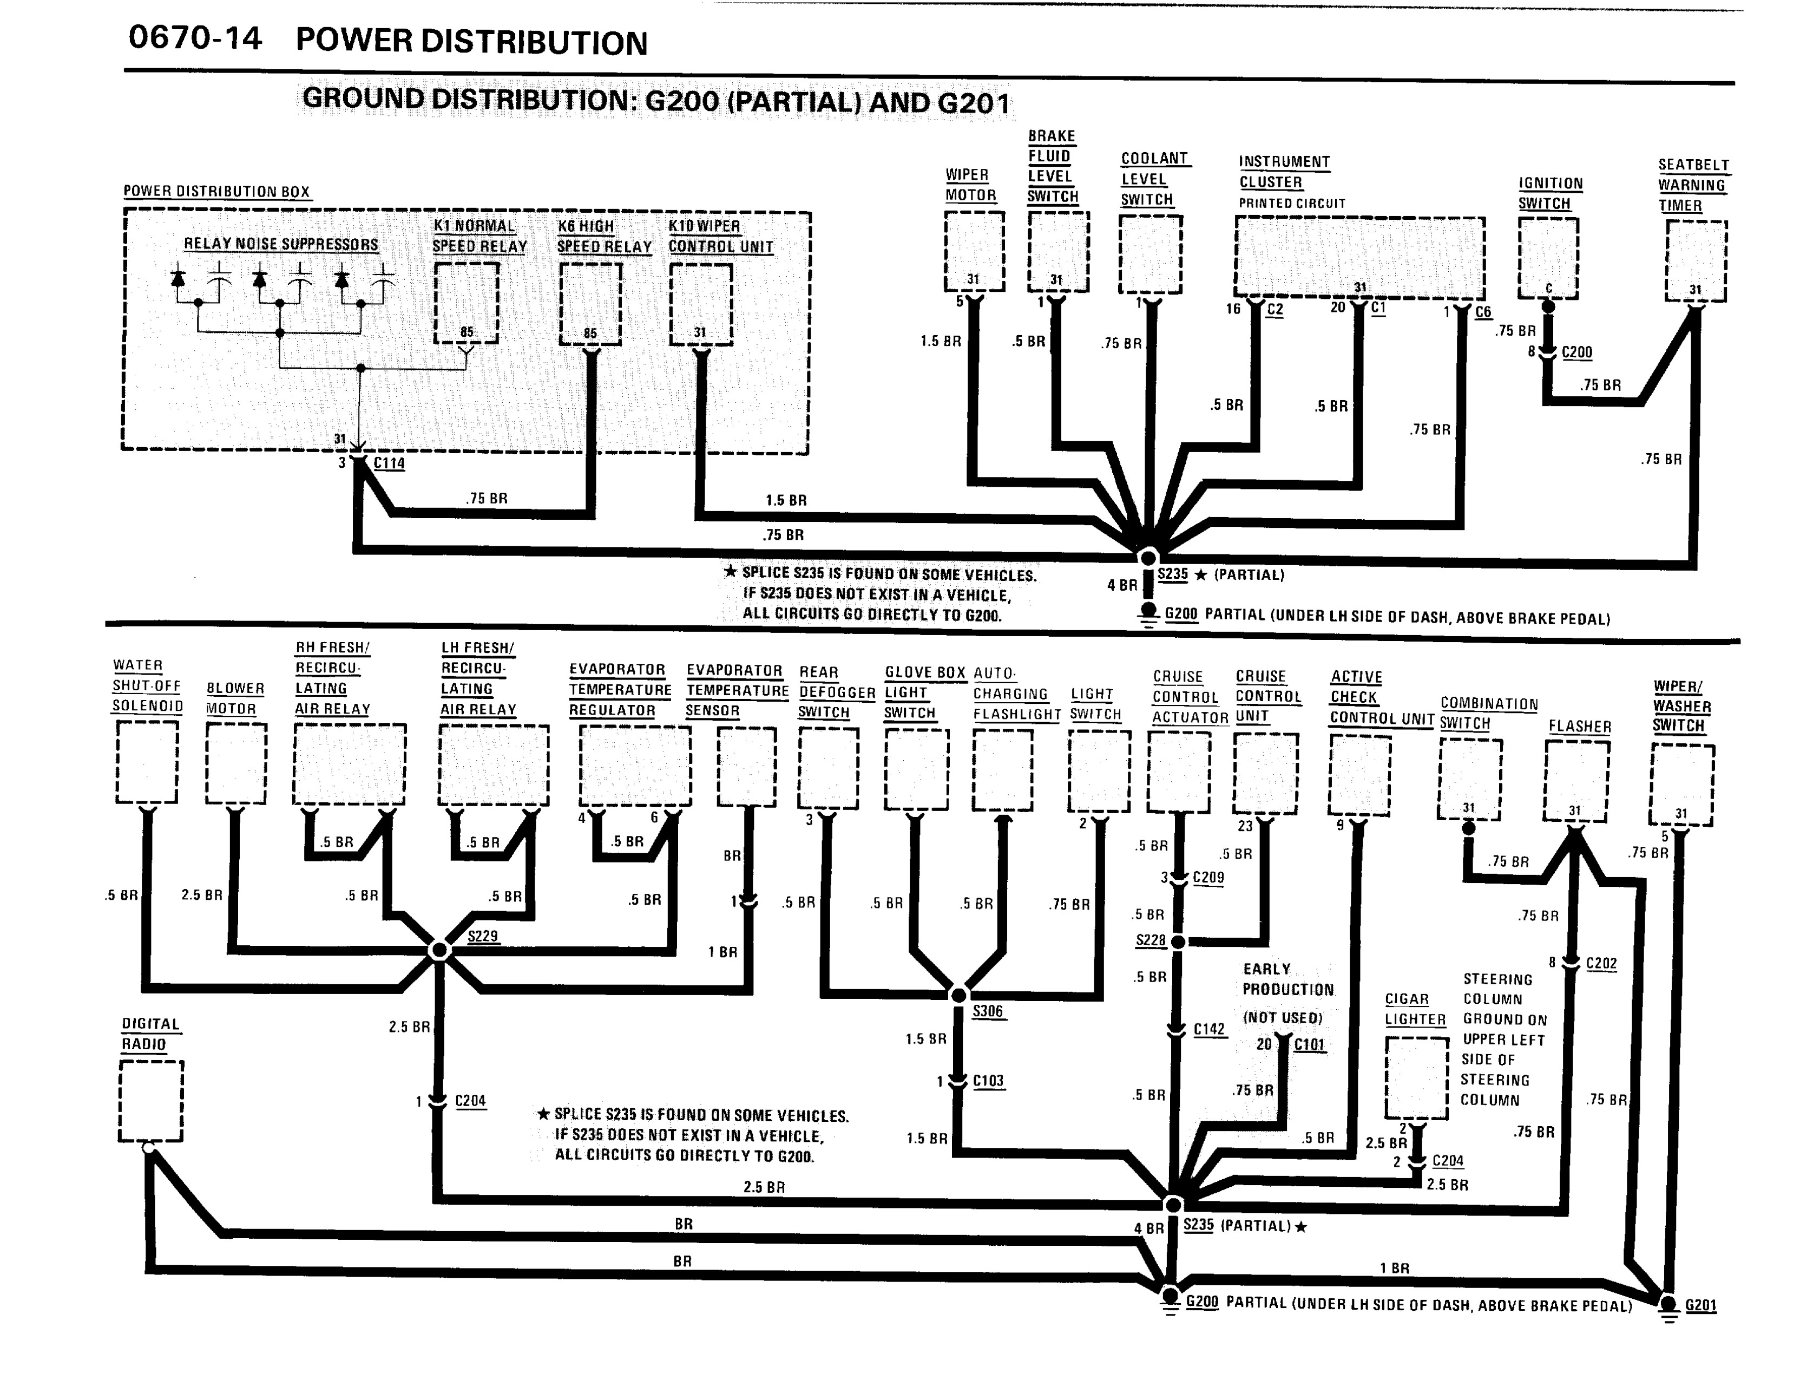 0670-14 POWER DISTRIBUTION
GROUND DISTRIBUTION: G200 (PARTIAL) AND G201
POWER DISTRIBUTION BOX
RELAY NOISE SUPPRESSORS
K1 NORMAL
SPEED RELAY
85
K6 HIGH
SPEED RELAY
85
K10 WIPER
CONTROL UNIT
31
31
3 C114
.75 BR
1.5 BR
.75 BR
WIPER
MOTOR
31
5
1.5 BR
BRAKE
FLUID
LEVEL
SWITCH
31
1
.5 BR
COOLANT
LEVEL
SWITCH
1
.75 BR
INSTRUMENT
CLUSTER
PRINTED CIRCUIT
31
16 C2
20 C1
1 C6
.5 BR
.5 BR
.75 BR
IGNITION
SWITCH
C
.75 BR
8 C200
.75 BR
SEATBELT
WARNING
TIMER
31
.75 BR
★ SPLICE S235 IS FOUND ON SOME VEHICLES.
IF S235 DOES NOT EXIST IN A VEHICLE,
ALL CIRCUITS GO DIRECTLY TO G200.
S235 ★ (PARTIAL)
4 BR
G200 PARTIAL (UNDER LH SIDE OF DASH, ABOVE BRAKE PEDAL)
WATER
SHUT-OFF
SOLENOID
.5 BR
BLOWER
MOTOR
2.5 BR
RH FRESH/
RECIRCU-
LATING
AIR RELAY
.5 BR
.5 BR
LH FRESH/
RECIRCU-
LATING
AIR RELAY
.5 BR
.5 BR
EVAPORATOR
TEMPERATURE
REGULATOR
4
6
.5 BR
.5 BR
EVAPORATOR
TEMPERATURE
SENSOR
BR
1
1 BR
S229
2.5 BR
1 C204
REAR
DEFOGGER
SWITCH
3
.5 BR
GLOVE BOX
LIGHT
SWITCH
.5 BR
AUTO-
CHARGING
FLASHLIGHT
.5 BR
LIGHT
SWITCH
2
.75 BR
S306
1.5 BR
1 C103
1.5 BR
CRUISE
CONTROL
ACTUATOR
.5 BR
3 C209
.5 BR
S228
.5 BR
C142
.5 BR
CRUISE
CONTROL
UNIT
23
.5 BR
EARLY
PRODUCTION
(NOT USED)
20 C101
.75 BR
ACTIVE
CHECK
CONTROL UNIT
9
.5 BR
COMBINATION
SWITCH
31
.75 BR
FLASHER
31
.75 BR
8 C202
.75 BR
.75 BR
WIPER/
WASHER
SWITCH
31
5
.75 BR
CIGAR
LIGHTER
2
2.5 BR
2 C204
2.5 BR
STEERING
COLUMN
GROUND ON
UPPER LEFT
SIDE OF
STEERING
COLUMN
DIGITAL
RADIO
★ SPLICE S235 IS FOUND ON SOME VEHICLES.
IF S235 DOES NOT EXIST IN A VEHICLE,
ALL CIRCUITS GO DIRECTLY TO G200.
2.5 BR
BR
BR
4 BR
S235 (PARTIAL) ★
1 BR
G200 PARTIAL (UNDER LH SIDE OF DASH, ABOVE BRAKE PEDAL)
G201